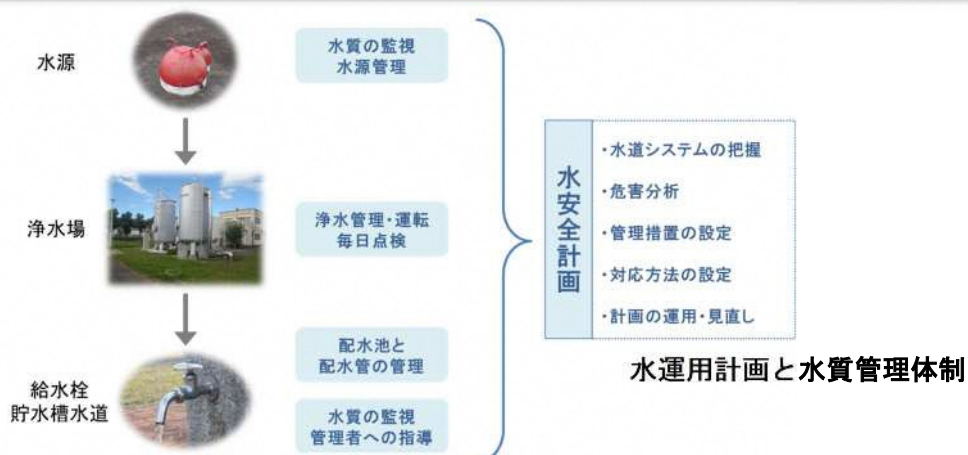 水源
水質の監視
水源管理
浄水場
浄水管理・運転
毎日点検
給水栓
貯水槽水道
配水池と
配水管の管理
水質の監視
管理者への指導
水安全計画
・水道システムの把握
・危害分析
・管理措置の設定
・対応方法の設定
・計画の運用・見直し
水運用計画と水質管理体制